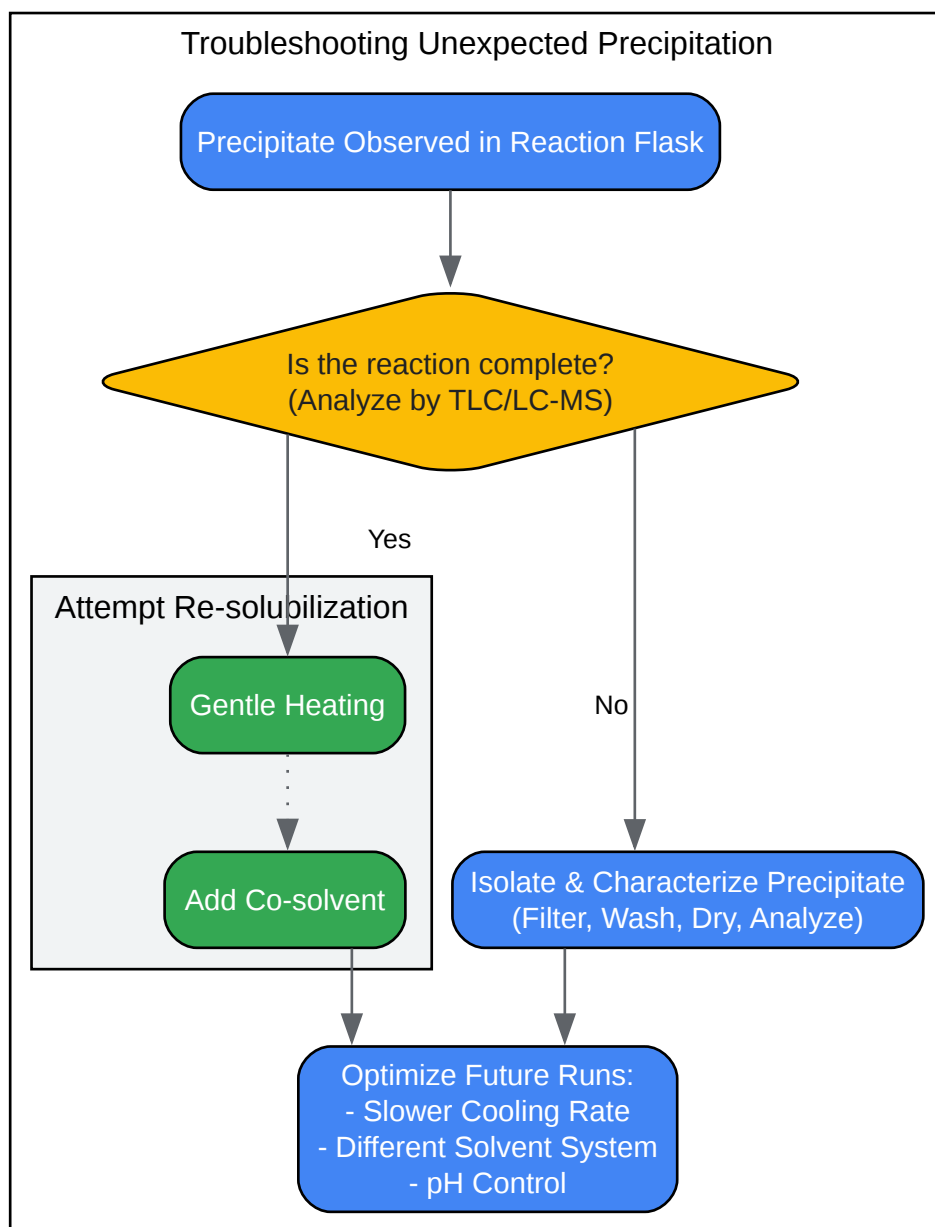 Troubleshooting Unexpected Precipitation
Precipitate Observed in Reaction Flask
Is the reaction complete?
(Analyze by TLC/LC-MS)
Yes
Attempt Re-solubilization
Gentle Heating
No
Add Co-solvent
Isolate & Characterize Precipitate
(Filter, Wash, Dry, Analyze)
Optimize Future Runs:
- Slower Cooling Rate
- Different Solvent System
- pH Control